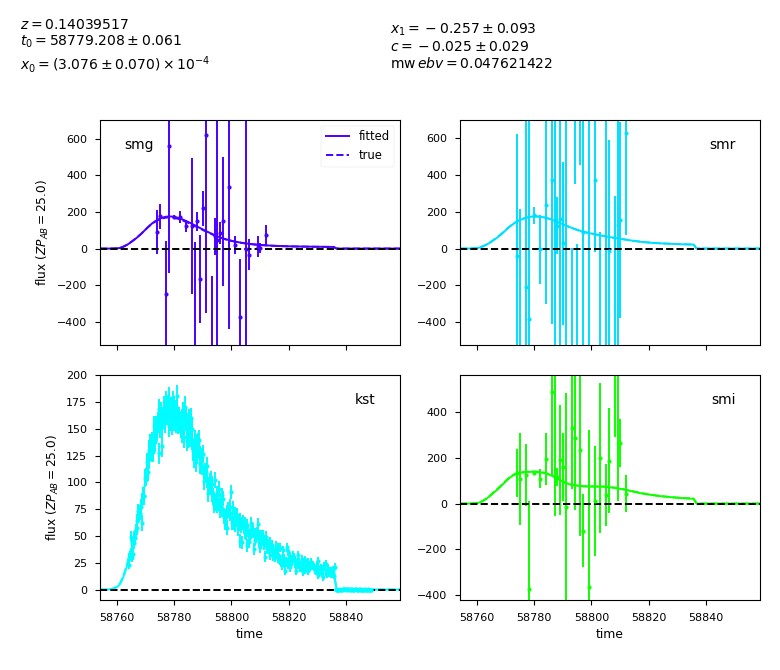 z = 0.14039517
t₀ = 58779.208 ± 0.061
x₀ = (3.076 ± 0.070) × 10⁻⁴
x₁ = −0.257 ± 0.093
c = −0.025 ± 0.029
mw ebv = 0.047621422
600
400
200
0
−200
−400
flux (ZP_AB = 25.0)
smg
fitted
true
600
400
200
0
−200
−400
smr
200
175
150
125
100
75
50
25
0
flux (ZP_AB = 25.0)
kst
58760 58780 58800 58820 58840
time
400
200
0
−200
−400
smi
58760 58780 58800 58820 58840
time